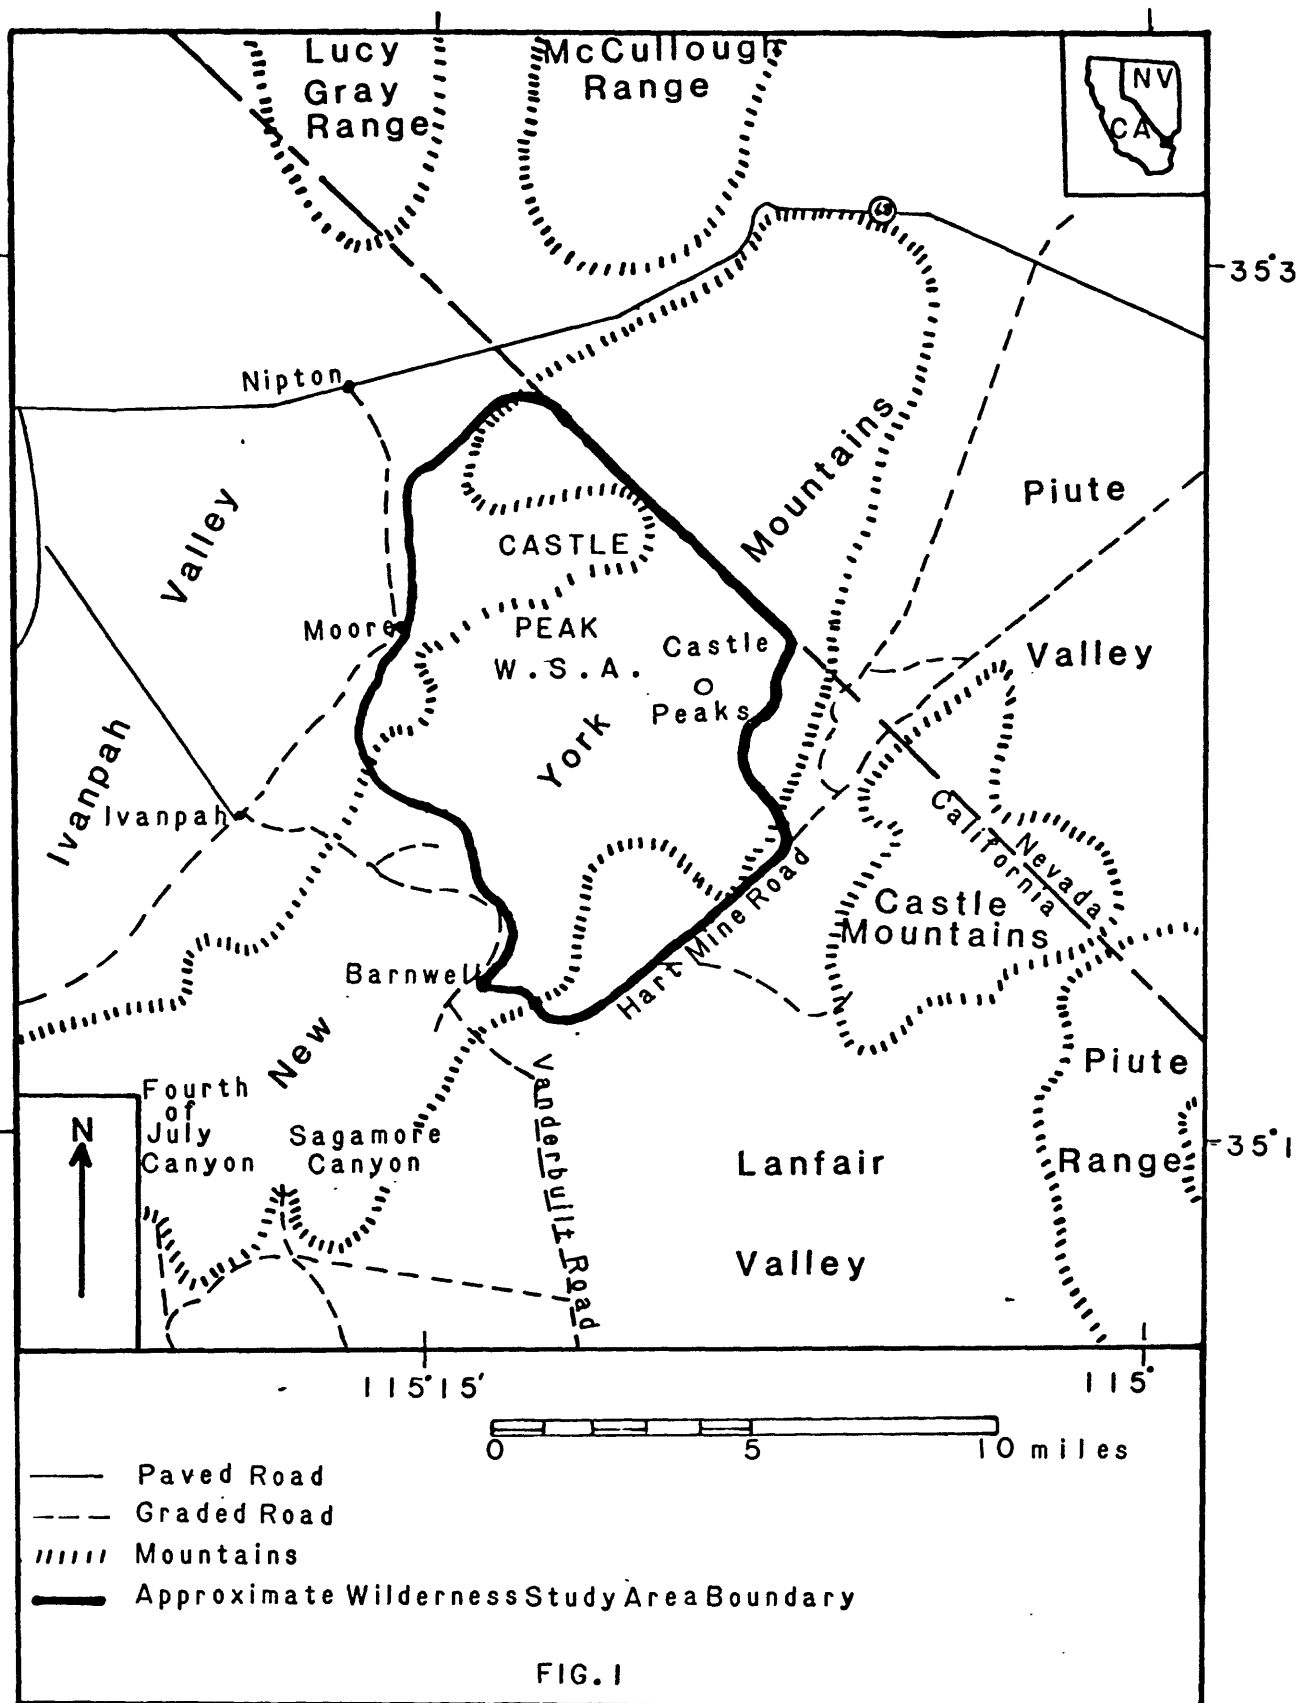 Lucy
Gray
Range
McCullough
Range
NV
CA
68
35°3
Nipton
Mountains
Piute
Valley
Valley
CASTLE
PEAK
W.S.A.
Moore
Castle
Peaks
York
Ivanpah
Ivanpah
California
Nevada
Castle
Mountains
Hart Mine Road
Barnwell
New
Vanderbuilt Road
Piute
Range
35°1
Fourth
of
July
Canyon
Sagamore
Canyon
N
Lanfair
Valley
115°15'
115°
0 5 10 miles
Paved Road
Graded Road
Mountains
Approximate Wilderness Study Area Boundary
FIG. 1